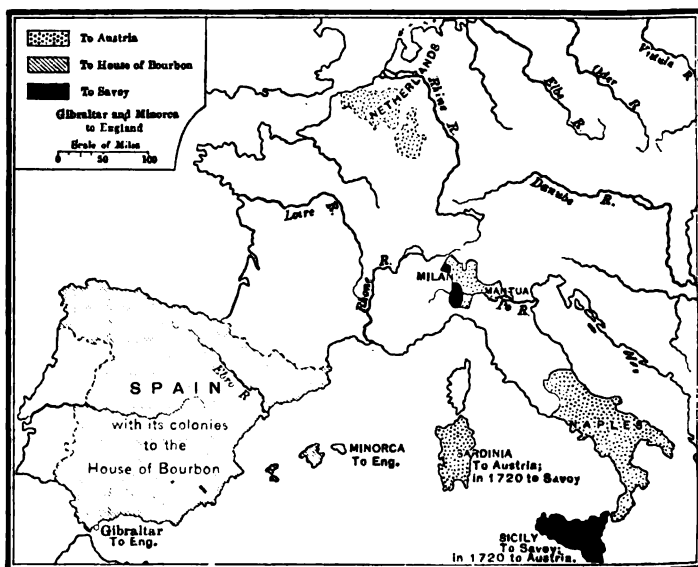 To Austria
To House of Bourbon
To Savoy
Gibraltar and Minorca
to England
Scale of Miles
0 50 100
NETHERLANDS
Rhine R.
Elbe R.
Oder R.
Vistula R
Loire
Danube R.
Rhone R.
MILAN
MANTUA
Po R.
Ebro R
SPAIN
with its colonies
to the
House of Bourbon
MINORCA
To Eng.
SARDINIA
To Austria;
in 1720 to Savoy
NAPLES
Gibraltar
To Eng.
SICILY
To Savoy;
in 1720 to Austria.